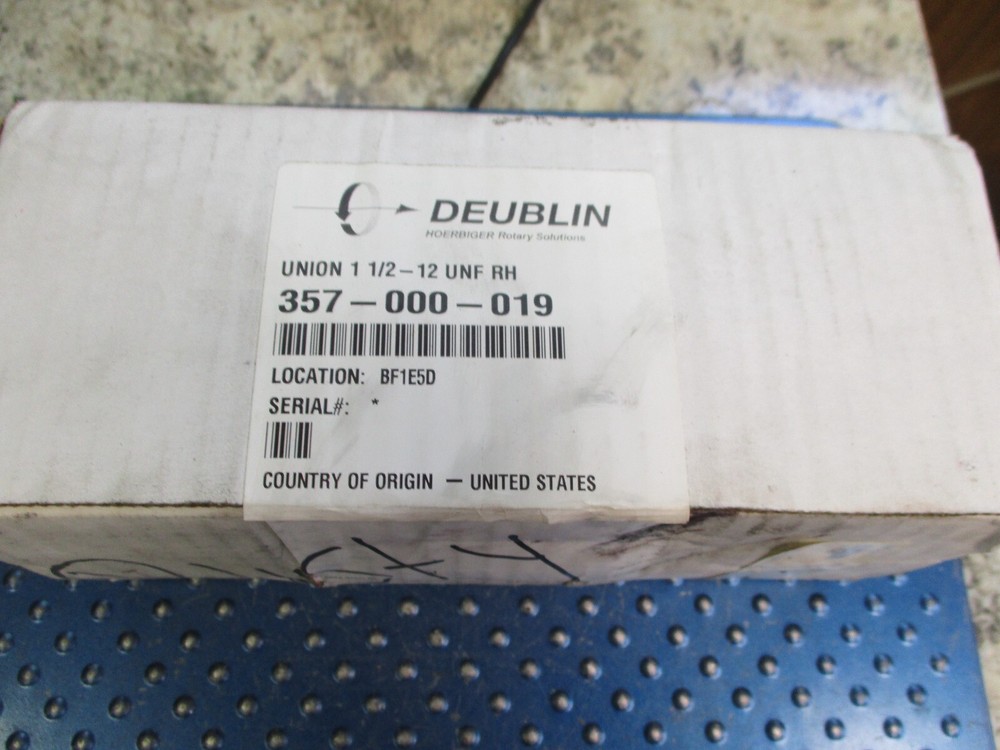 DEUBLIN
HOERBIGER Rotary Solutions
UNION 1 1/2–12 UNF RH
357–000–019
LOCATION: BF1E5D
SERIAL#: *
COUNTRY OF ORIGIN – UNITED STATES